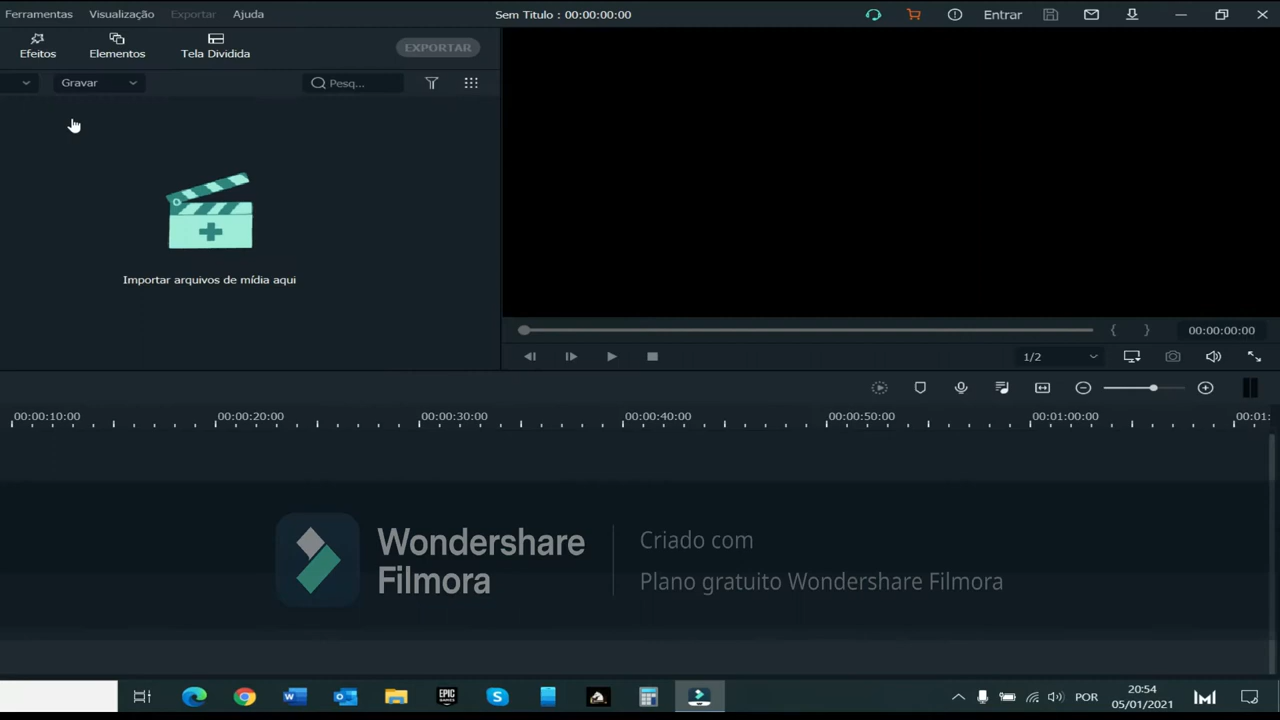 Ferramentas Visualização Exportar Ajuda Sem Titulo : 00:00:00:00 Entrar
Efeitos Elementos Tela Dividida EXPORTAR
Gravar Pesq...
Importar arquivos de mídia aqui
00:00:00:00
1/2
00:00:10:00 00:00:20:00 00:00:30:00 00:00:40:00 00:00:50:00 00:01:00:00 00:01:
Wondershare
Filmora
Criado com
Plano gratuito Wondershare Filmora
EPIC
GAMES
POR
20:54
05/01/2021